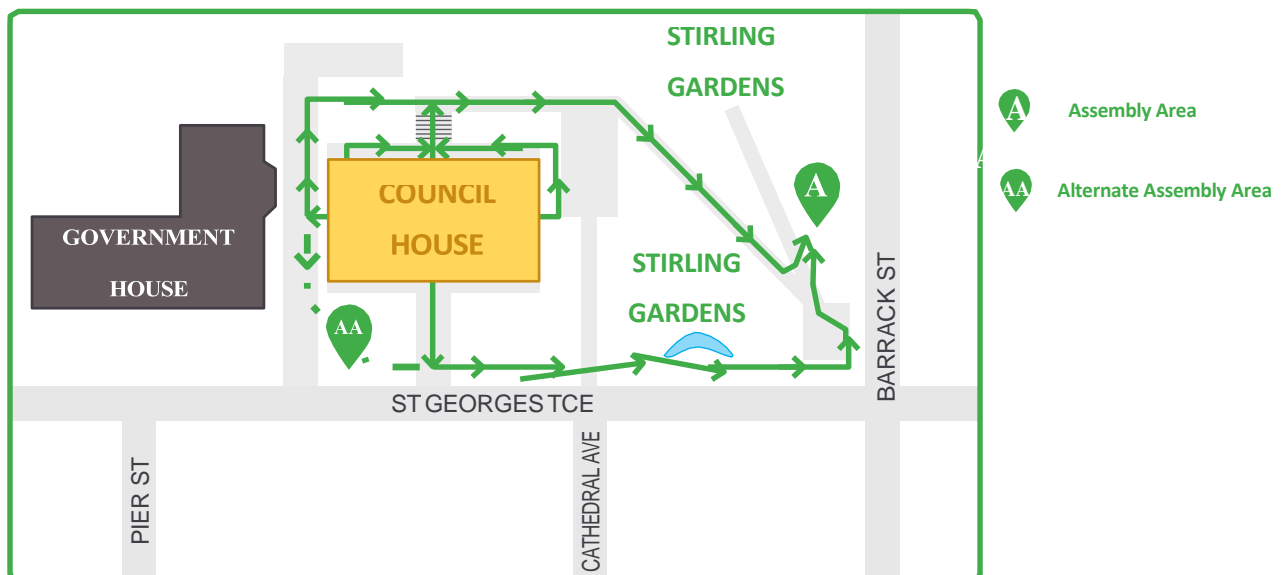 STIRLING
GARDENS
A
Assembly Area
A
AA
Alternate Assembly Area
A
COUNCIL
HOUSE
GOVERNMENT
HOUSE
STIRLING
GARDENS
AA
BARRACK ST
ST GEORGES TCE
PIER ST
CATHEDRAL AVE